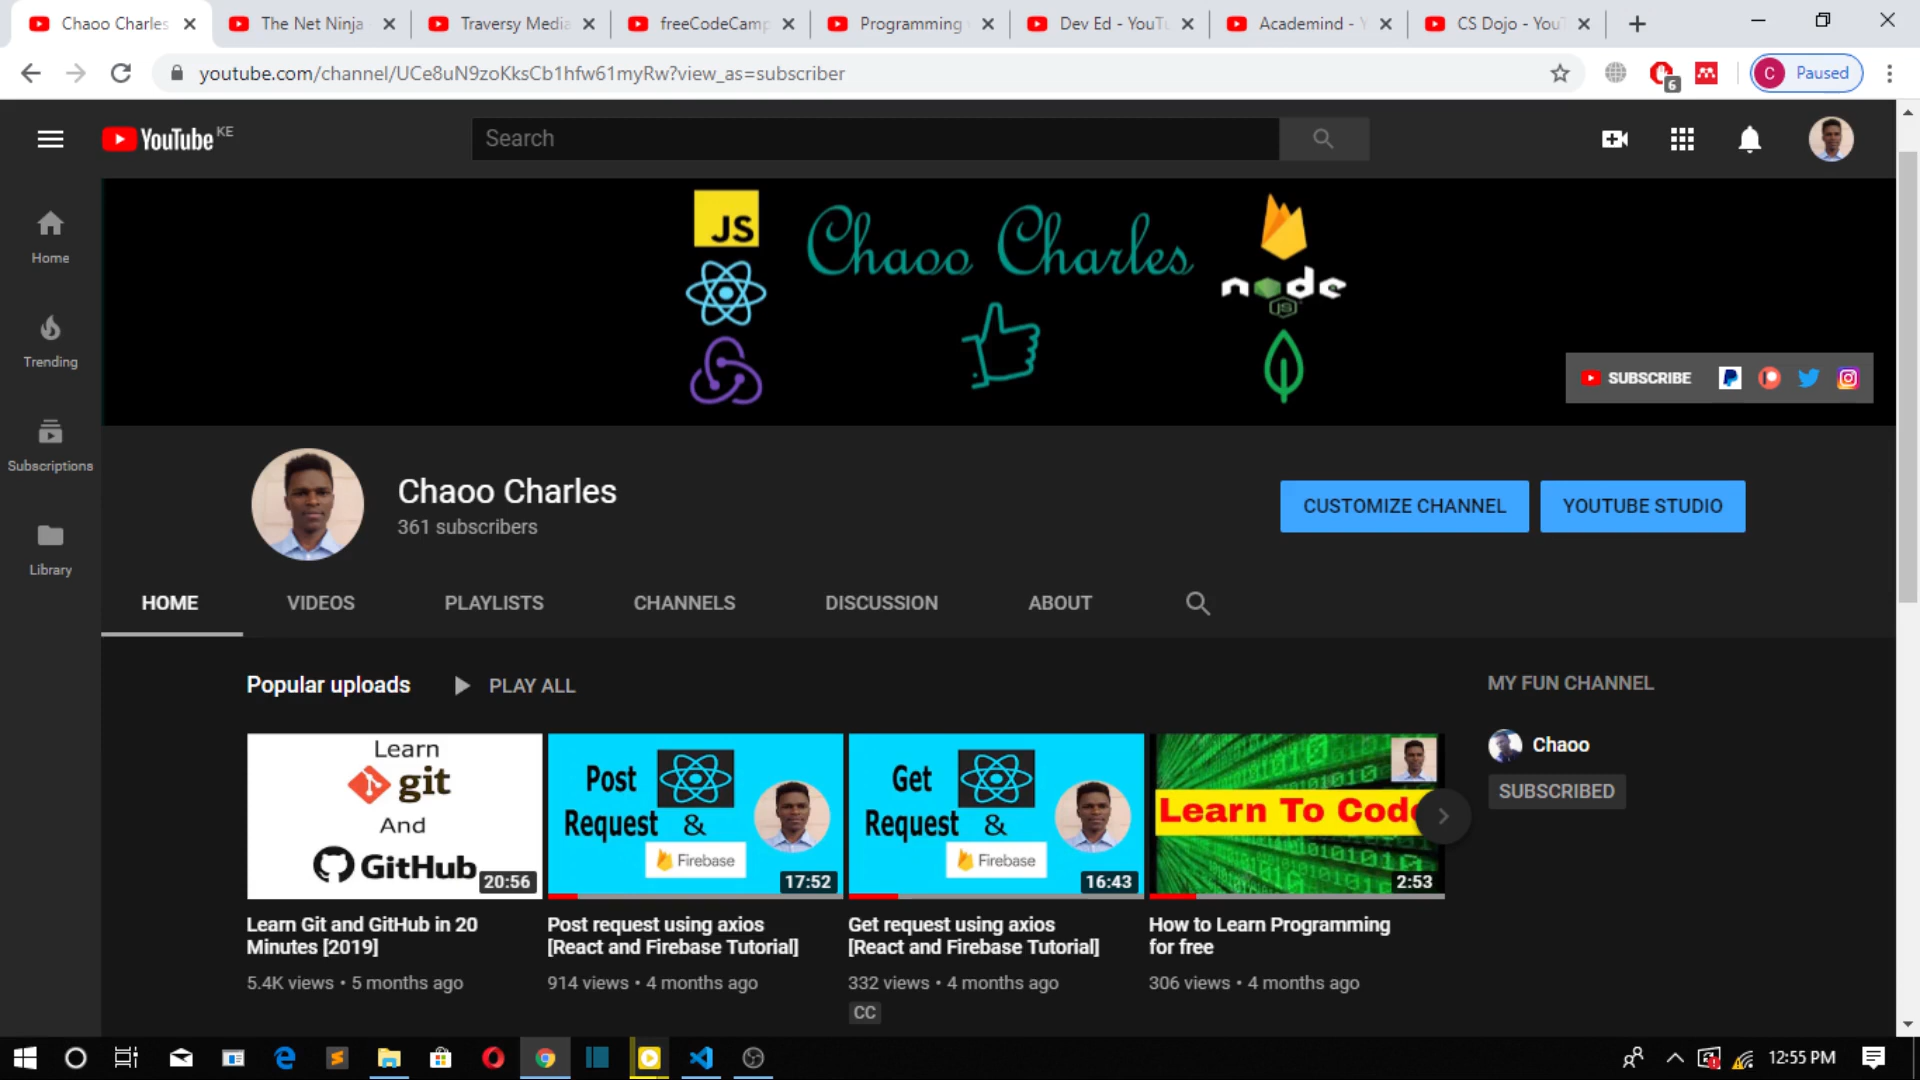 Chaoo Charles
The Net Ninja
Traversy Media
freeCodeCamp
Programming
Dev Ed - YouTu
Academind - Y
CS Dojo - YouT
youtube.com/channel/UCe8uN9zoKksCb1hfw61myRw?view_as=subscriber
6
C
Paused
YouTube KE
Search
Home
Trending
Subscriptions
Library
JS
Chaoo Charles
node
JS
SUBSCRIBE
Chaoo Charles
361 subscribers
CUSTOMIZE CHANNEL
YOUTUBE STUDIO
HOME
VIDEOS
PLAYLISTS
CHANNELS
DISCUSSION
ABOUT
Popular uploads
PLAY ALL
MY FUN CHANNEL
Chaoo
SUBSCRIBED
Learn
git
And
GitHub
20:56
Post
Request &
Firebase
17:52
Get
Request &
Firebase
16:43
Learn To Code
2:53
Learn Git and GitHub in 20
Minutes [2019]
5.4K views • 5 months ago
Post request using axios
[React and Firebase Tutorial]
914 views • 4 months ago
Get request using axios
[React and Firebase Tutorial]
332 views • 4 months ago
CC
How to Learn Programming
for free
306 views • 4 months ago
12:55 PM